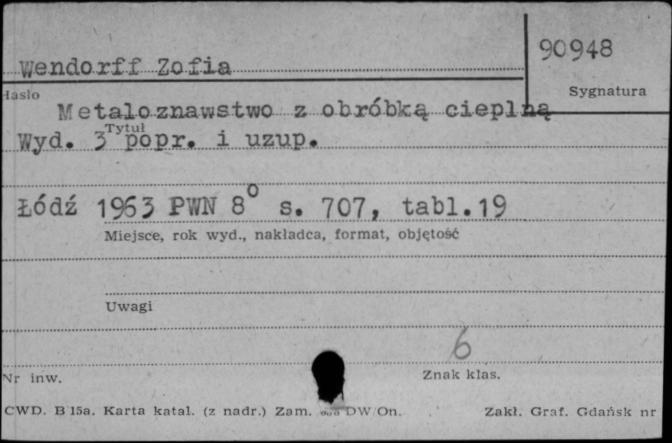 Wendorff Zofia
90948
Hasło
Sygnatura
Metaloznawstwo z obróbką cieplną
Tytuł
Wyd. 3 popr. i uzup.
Łódź 1963 PWN 8° s. 707, tabl.19
Miejsce, rok wyd., nakładca, format, objętość
Uwagi
6
Nr inw.
Znak klas.
CWD. B 15a. Karta katal. (z nadr.) Zam. DW/On.
Zakł. Graf. Gdańsk nr